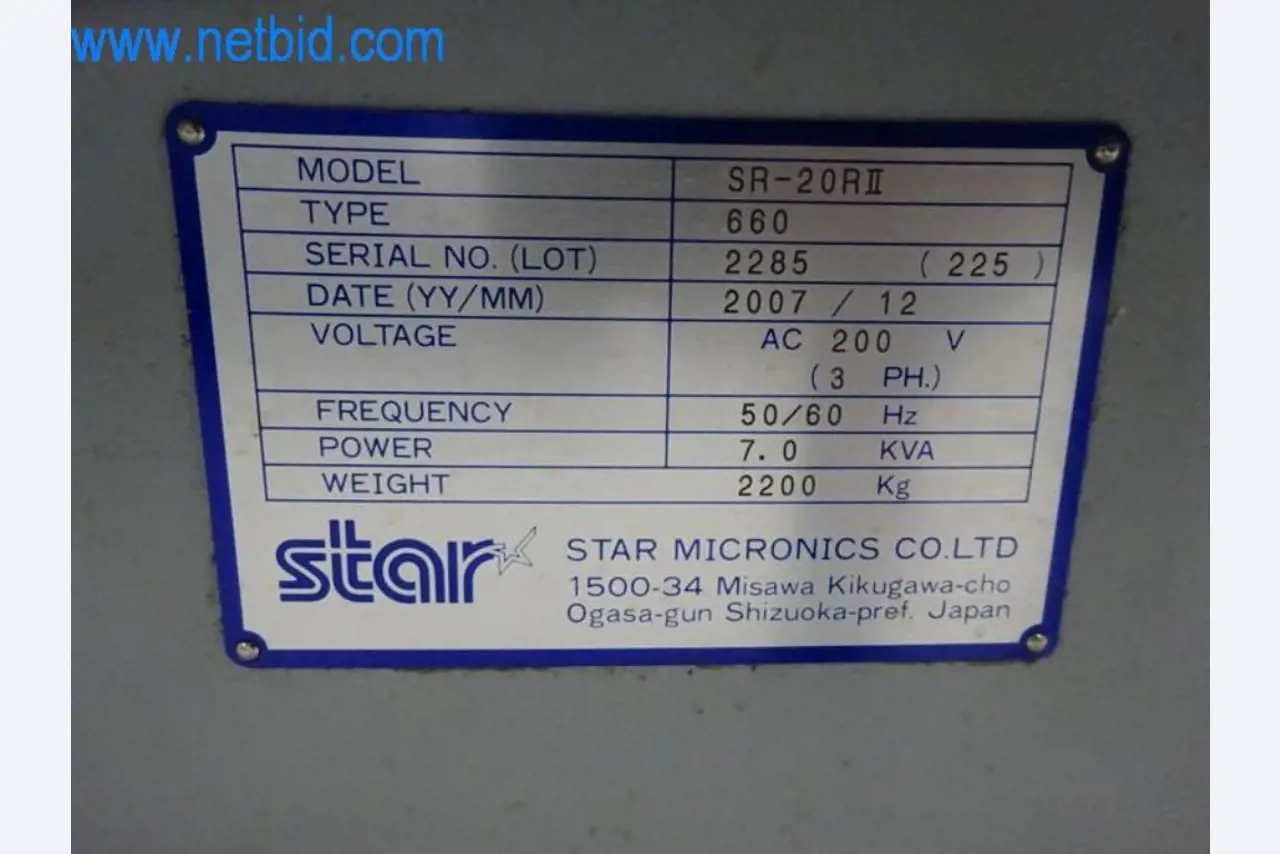 www.netbid.com
MODEL SR-20RⅡ
TYPE 660
SERIAL NO. (LOT) 2285 (225)
DATE (YY/MM) 2007 / 12
VOLTAGE AC 200 V
(3 PH.)
FREQUENCY 50/60 Hz
POWER 7.0 KVA
WEIGHT 2200 Kg
star STAR MICRONICS CO.LTD
1500-34 Misawa Kikugawa-cho
Ogasa-gun Shizuoka-pref. Japan